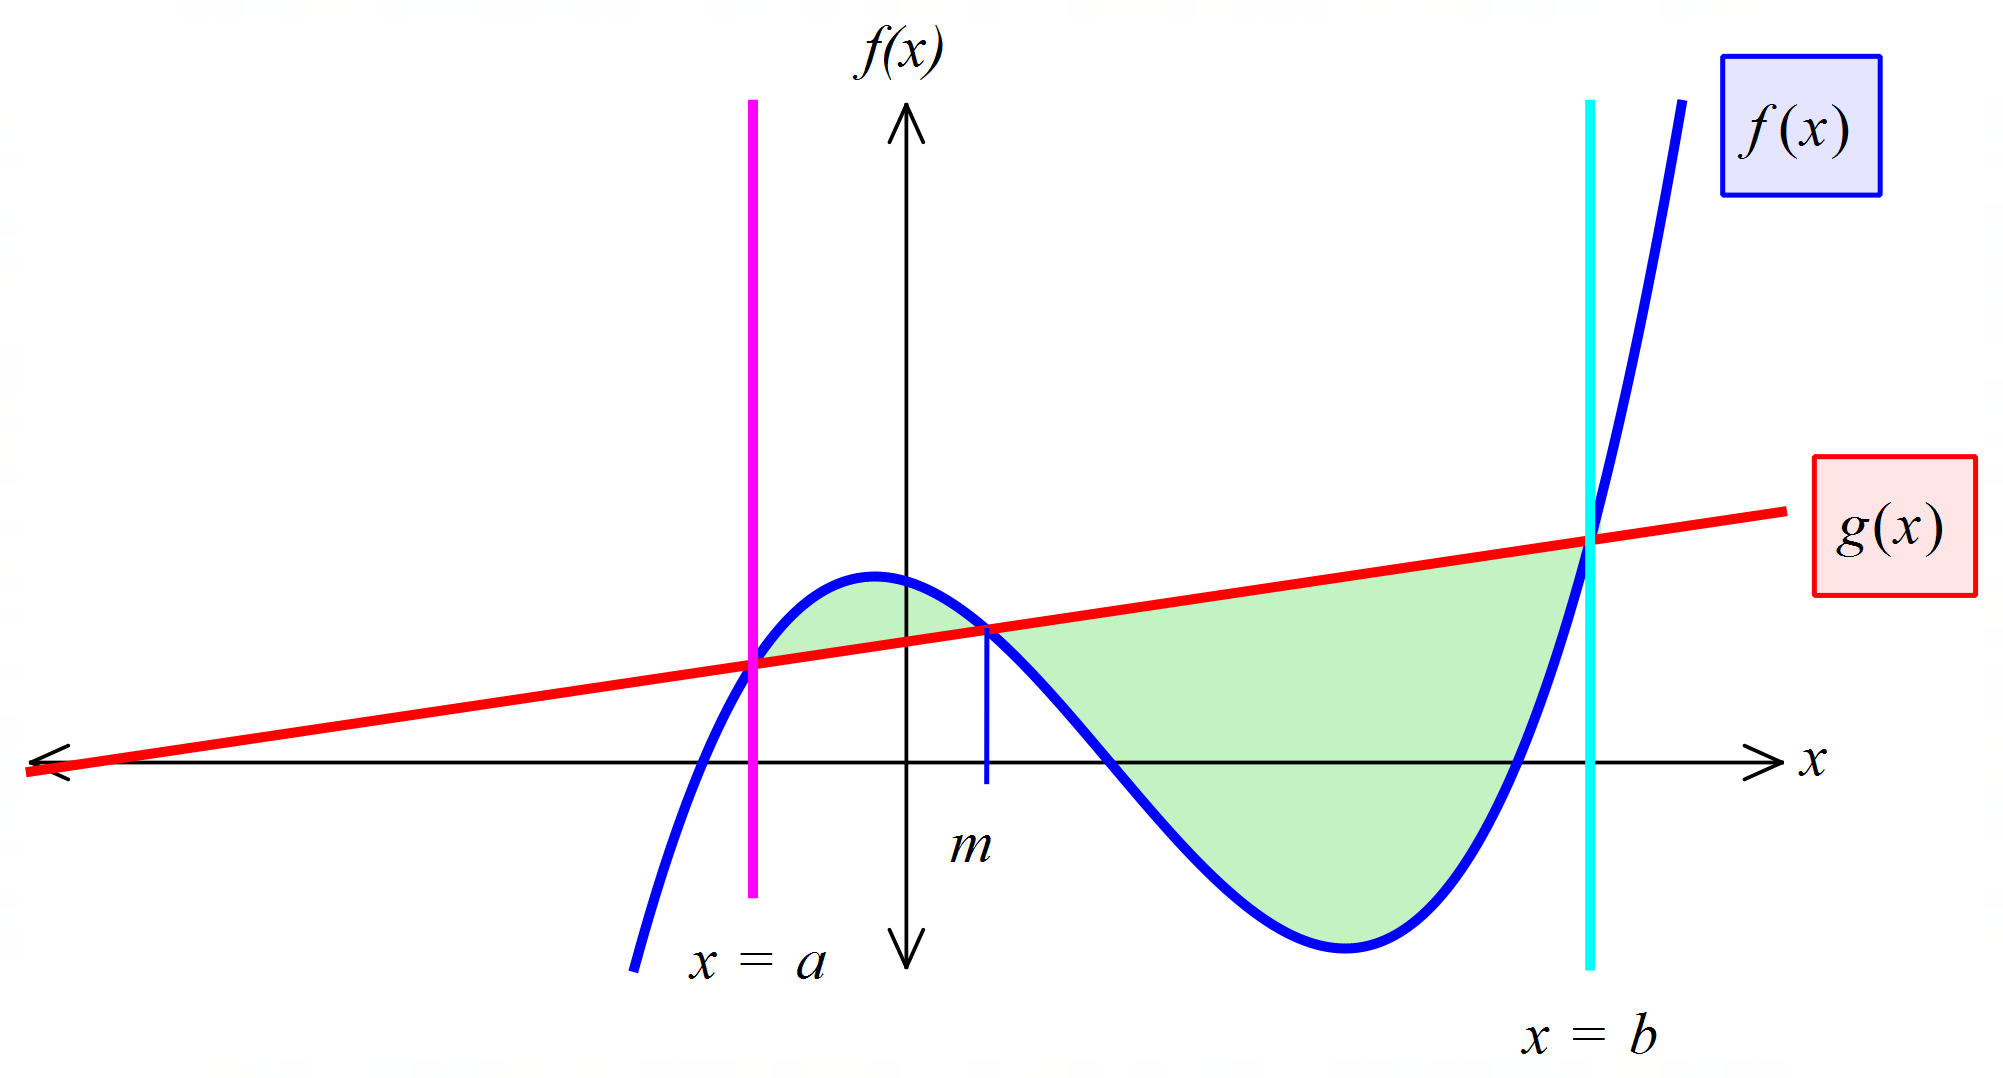 f(x)
f(x)
g(x)
x
m
x = a
x = b